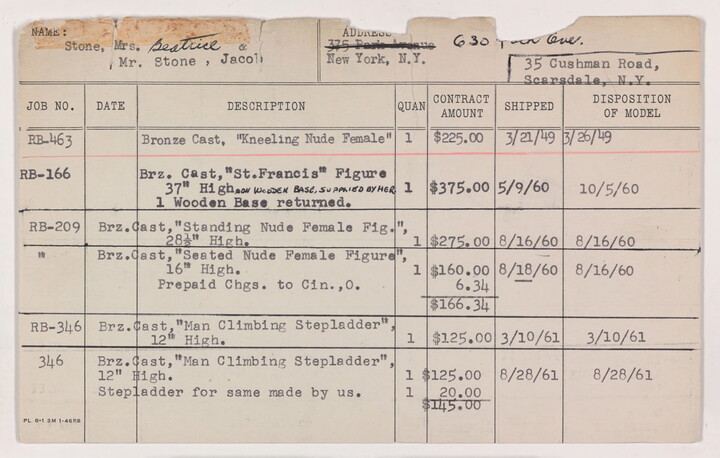 NAME: ADDRESS
Stone, Mrs. Beatrice & 375 Park Avenue 630 Park Ave.
Mr. Stone, Jacob New York, N.Y. 35 Cushman Road,
Scarsdale, N.Y.
JOB NO. DATE DESCRIPTION QUAN CONTRACT AMOUNT SHIPPED DISPOSITION OF MODEL
RB-463 Bronze Cast, "Kneeling Nude Female" 1 $225.00 3/21/49 3/26/49
RB-166 Brz. Cast,"St.Francis" Figure
37" High WOODEN BASE, SUPPLIED BY HER 1 $375.00 5/9/60 10/5/60
1 Wooden Base returned.
RB-209 Brz.Cast,"Standing Nude Female Fig.",
28½" High. 1 $275.00 8/16/60 8/16/60
" Brz.Cast,"Seated Nude Female Figure",
16" High. 1 $160.00 8/18/60 8/16/60
Prepaid Chgs. to Cin.,O. 6.34
$166.34
RB-346 Brz.Cast,"Man Climbing Stepladder",
12" High. 1 $125.00 3/10/61 3/10/61
346 Brz.Cast,"Man Climbing Stepladder",
12" High. 1 $125.00 8/28/61 8/28/61
Stepladder for same made by us. 1 20.00
$145.00
PL 8-1 3M 1-46RB